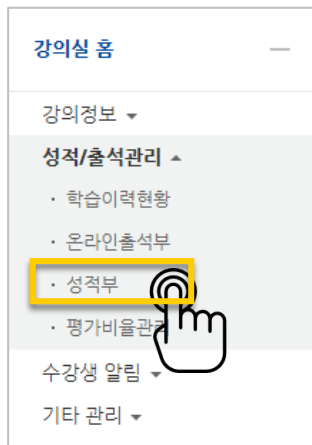 강의실 홈
강의정보
성적/출석관리
· 학습이력현황
· 온라인출석부
· 성적부
· 평가비율관리
수강생 알림
기타 관리